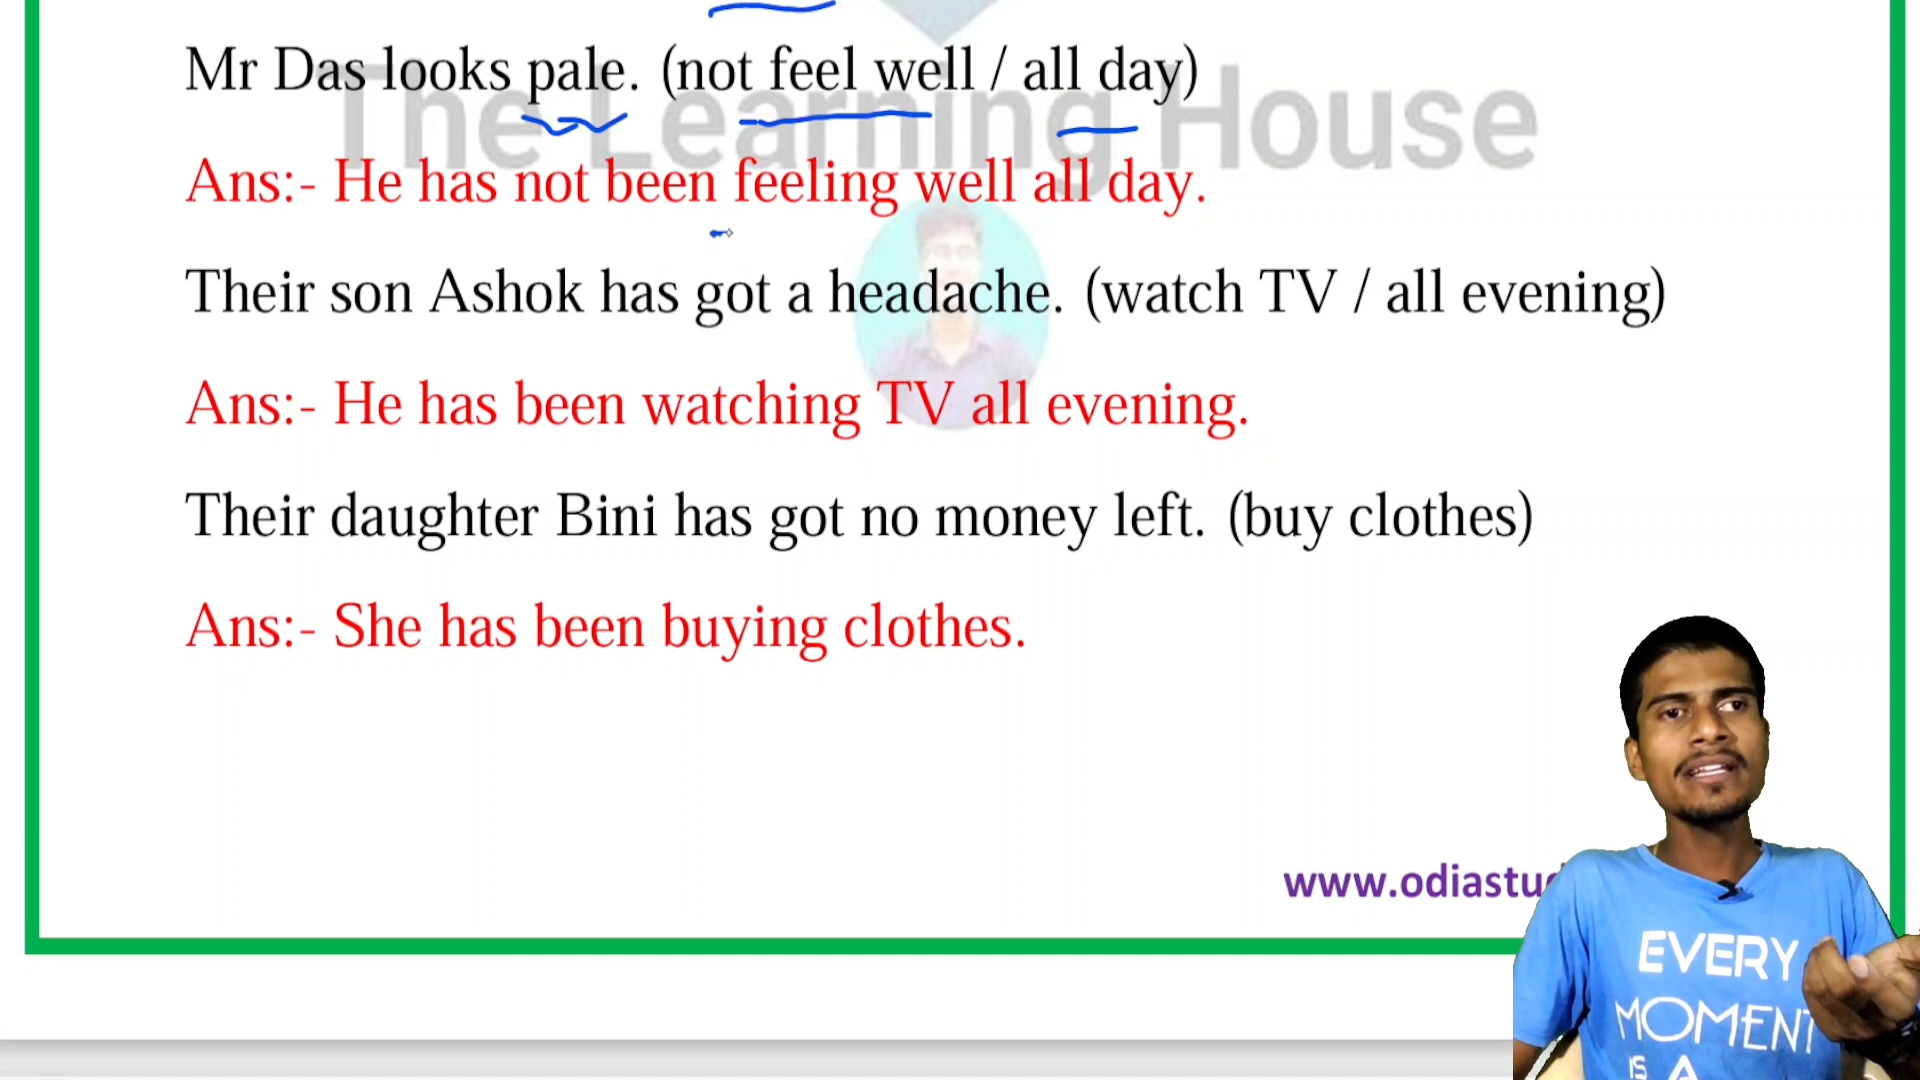 Mr Das looks pale. (not feel well / all day)
The Learning House
Ans:- He has not been feeling well all day.
Their son Ashok has got a headache. (watch TV / all evening)
Ans:- He has been watching TV all evening.
Their daughter Bini has got no money left. (buy clothes)
Ans:- She has been buying clothes.
EVERY
MOMENT
IS A